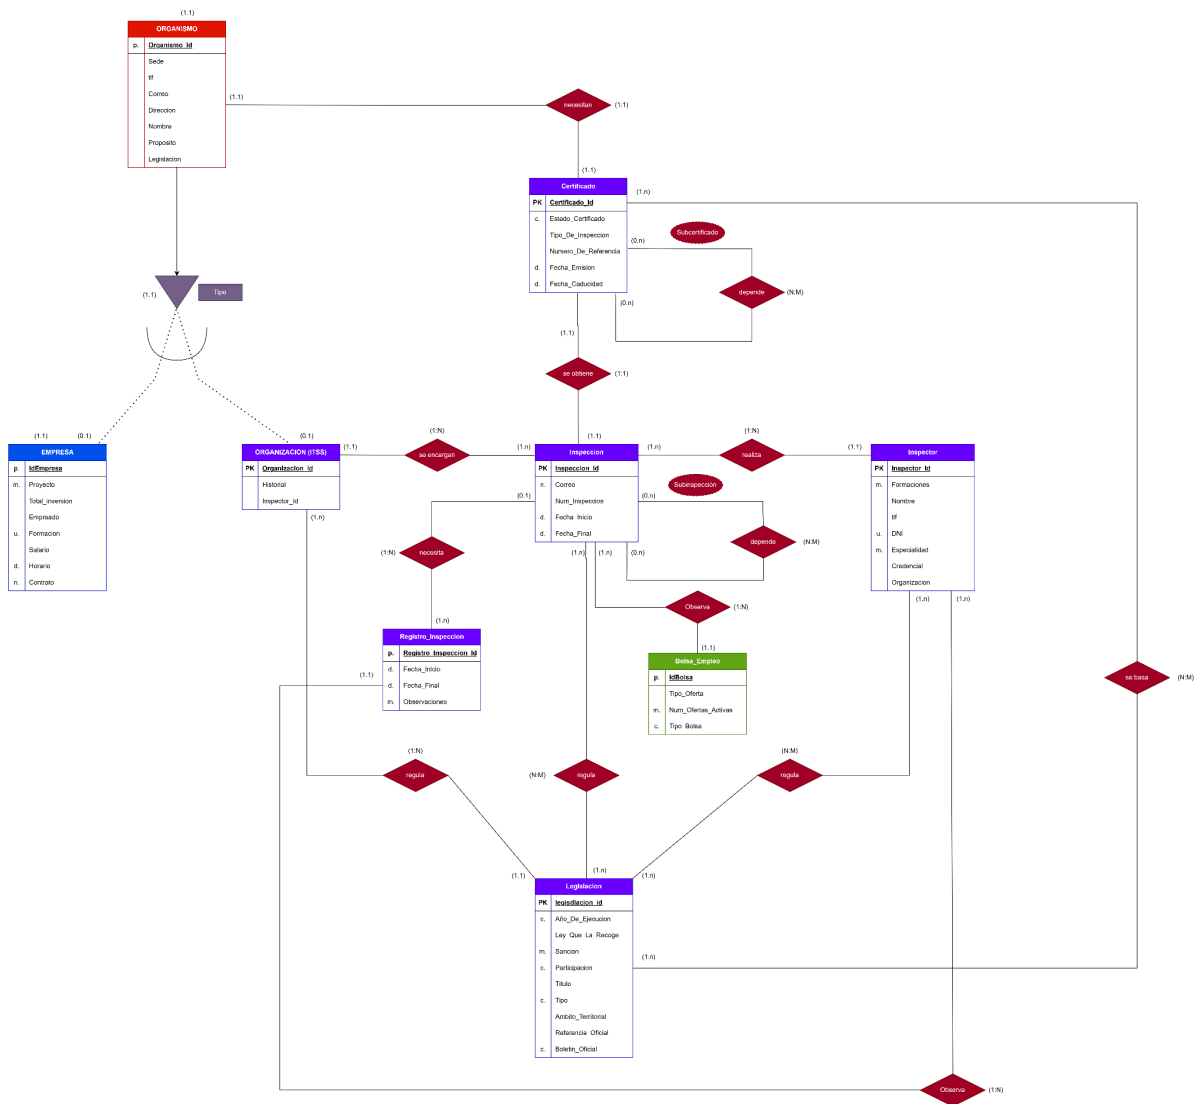 (1.1)
ORGANISMO
p. Organismo_Id
Sede
tlf
Correo
Direccion
Nombre
Proposito
Legislacion
(1.1)
necesitan
(1:1)
(1.1)
Certificado
PK Certificado_Id
c. Estado_Certificado
Tipo_De_Inspeccion
Numero_De_Referencia
d. Fecha_Emision
d. Fecha_Caducidad
(1.n)
Subcertificado
(0.n)
depende
(N:M)
(0.n)
(1.1)
Tipo
(1.1)
se obtiene
(1:1)
(1.1)
(0.1)
EMPRESA
p. IdEmpresa
m. Proyecto
Total_inversion
Empreado
u. Formacion
Salario
d. Horario
n. Contrato
(0.1)
ORGANIZACION (ITSS)
PK Organizacion_Id
Historial
Inspector_Id
(1.1)
(1:N)
se encargan
(1.n)
(1.1)
Inspeccion
PK Inspeccion_Id
n. Correo
Num_Inspeccion
d. Fecha_Inicio
d. Fecha_Final
(1.n)
(1:N)
realiza
(1.1)
Inspector
PK Inspector_Id
m. Formaciones
Nombre
tlf
u. DNI
m. Especialidad
Credencial
Organizacion
Subinspección
(0.n)
depende
(N:M)
(0.n)
(0.1)
(1:N)
necesita
(1.n)
(1.n)
(1.n)
(1.n)
(1.n)
(1.n)
Observa
(1:N)
(1.1)
Registro_Inspeccion
p. Registro_Inspeccion_Id
d. Fecha_Inicio
d. Fecha_Final
m. Observaciones
(1.1)
Bolsa_Empleo
p. IdBolsa
Tipo_Oferta
m. Num_Ofertas_Activas
c. Tipo_Bolsa
se basa
(N:M)
(1:N)
regula
(N:M)
regula
(N:M)
regula
(1.1)
(1.n)
(1.n)
Legislacion
PK legisdlacion_id
c. Año_De_Ejecucion
Ley_Que_La_Recoge
m. Sancion
c. Participacion
Titulo
c. Tipo
Ambito_Territorial
Referencia_Oficial
c. Boletin_Oficial
(1.n)
Observa
(1:N)